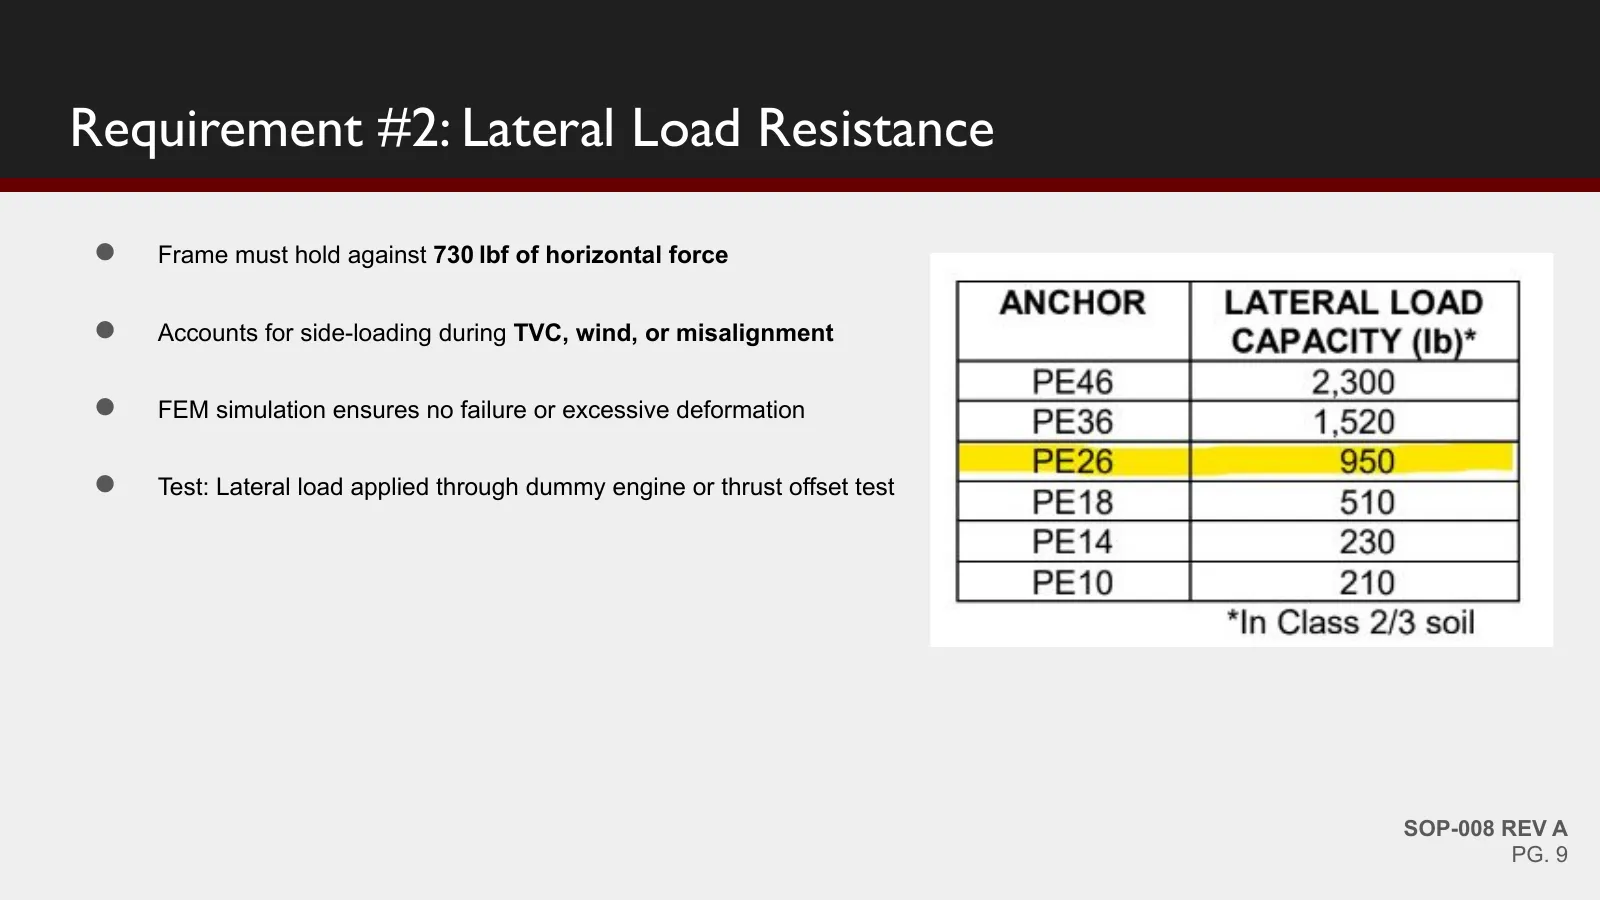 Requirement #2: Lateral Load Resistance
Frame must hold against 730 lbf of horizontal force
Accounts for side-loading during TVC, wind, or misalignment
FEM simulation ensures no failure or excessive deformation
Test: Lateral load applied through dummy engine or thrust offset test
ANCHOR LATERAL LOAD
CAPACITY (lb)*
PE46 2,300
PE36 1,520
PE26 950
PE18 510
PE14 230
PE10 210
*In Class 2/3 soil
SOP-008 REV A
PG. 9